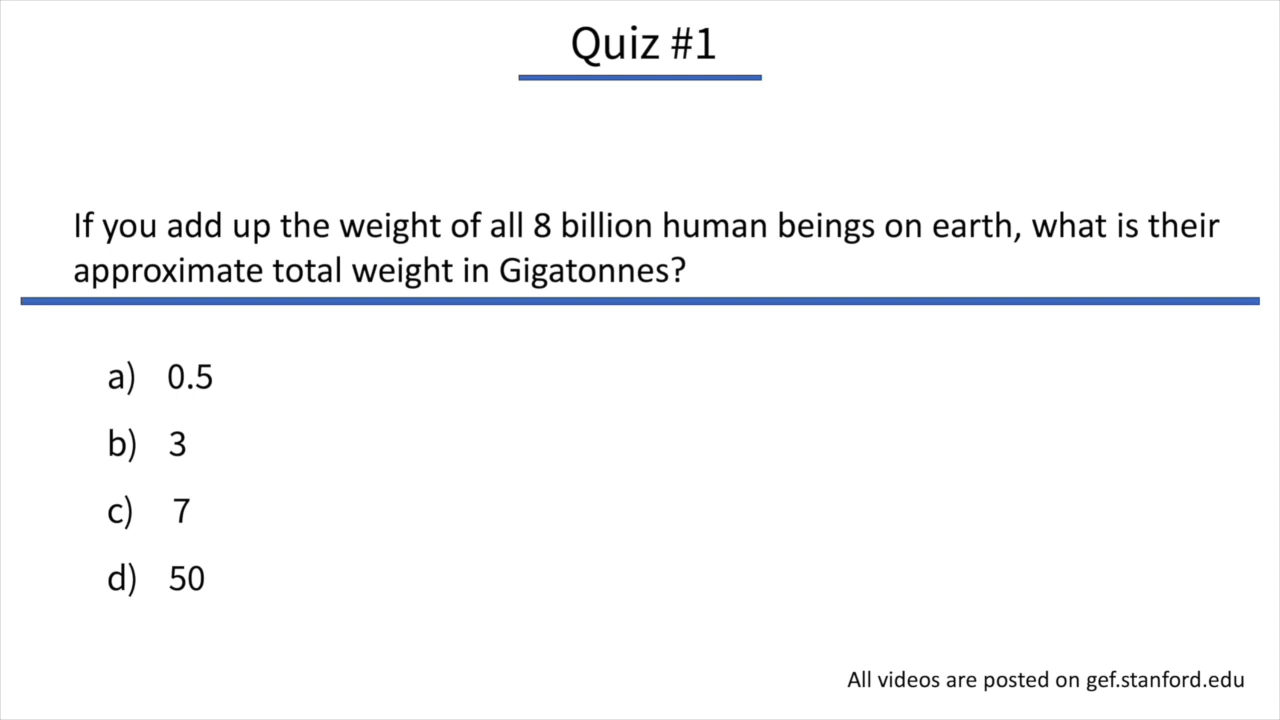 Quiz #1
If you add up the weight of all 8 billion human beings on earth, what is their
approximate total weight in Gigatonnes?
a) 0.5
b) 3
c) 7
d) 50
All videos are posted on gef.stanford.edu